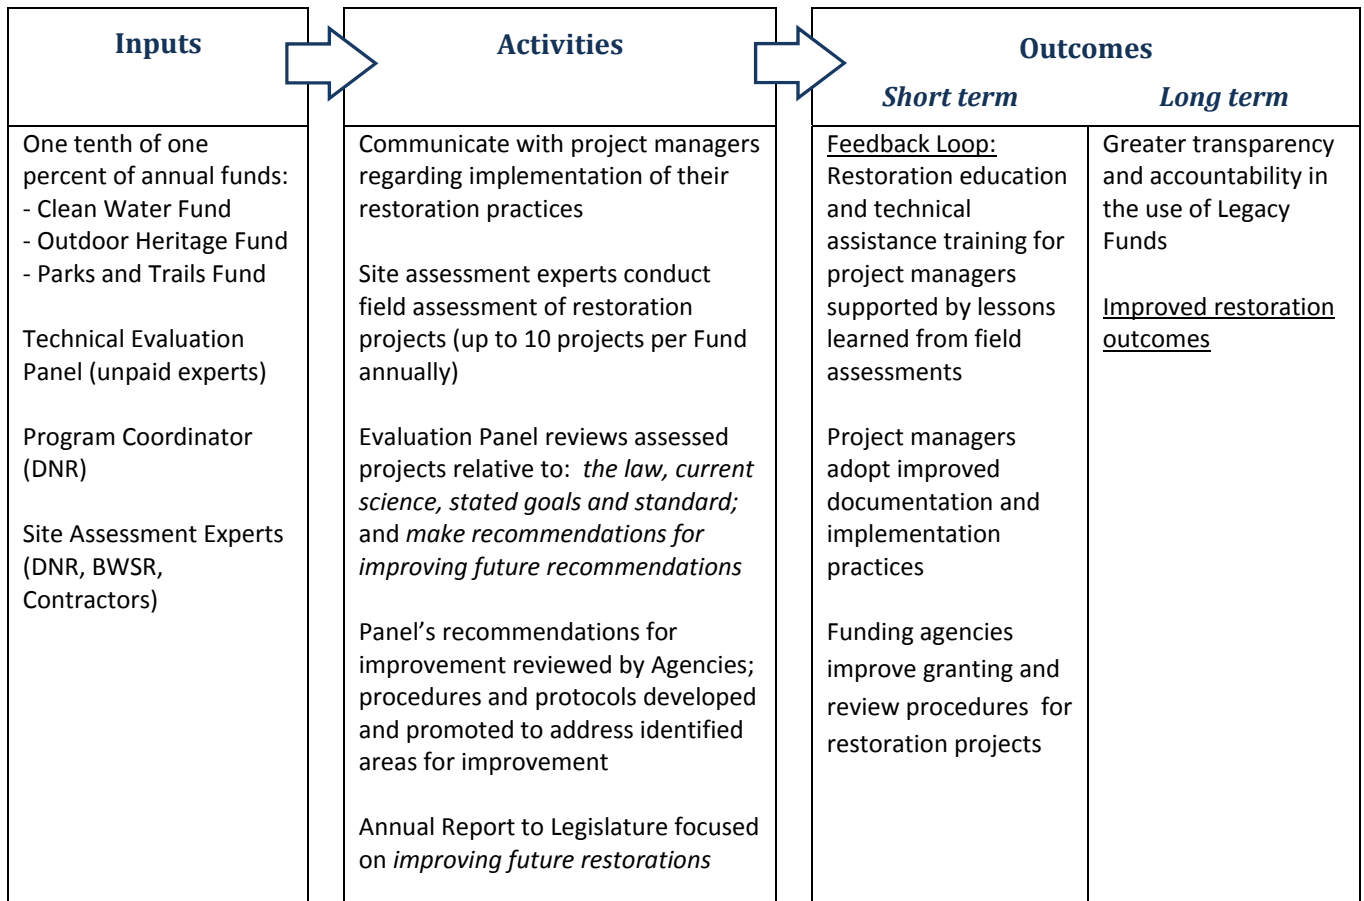 Inputs
One tenth of one
percent of annual funds:
- Clean Water Fund
- Outdoor Heritage Fund
- Parks and Trails Fund
Technical Evaluation
Panel (unpaid experts)
Program Coordinator
(DNR)
Site Assessment Experts
(DNR, BWSR,
Contractors)
Activities
Communicate with project managers
regarding implementation of their
restoration practices
Site assessment experts conduct
field assessment of restoration
projects (up to 10 projects per Fund
annually)
Evaluation Panel reviews assessed
projects relative to:  the law, current
science, stated goals and standard;
and make recommendations for
improving future recommendations
Panel’s recommendations for
improvement reviewed by Agencies;
procedures and protocols developed
and promoted to address identified
areas for improvement
Annual Report to Legislature focused
on improving future restorations
Outcomes
Short term
Feedback Loop:
Restoration education
and technical
assistance training for
project managers
supported by lessons
learned from field
assessments
Project managers
adopt improved
documentation and
implementation
practices
Funding agencies
improve granting and
review procedures  for
restoration projects
Long term
Greater transparency
and accountability in
the use of Legacy
Funds
Improved restoration
outcomes